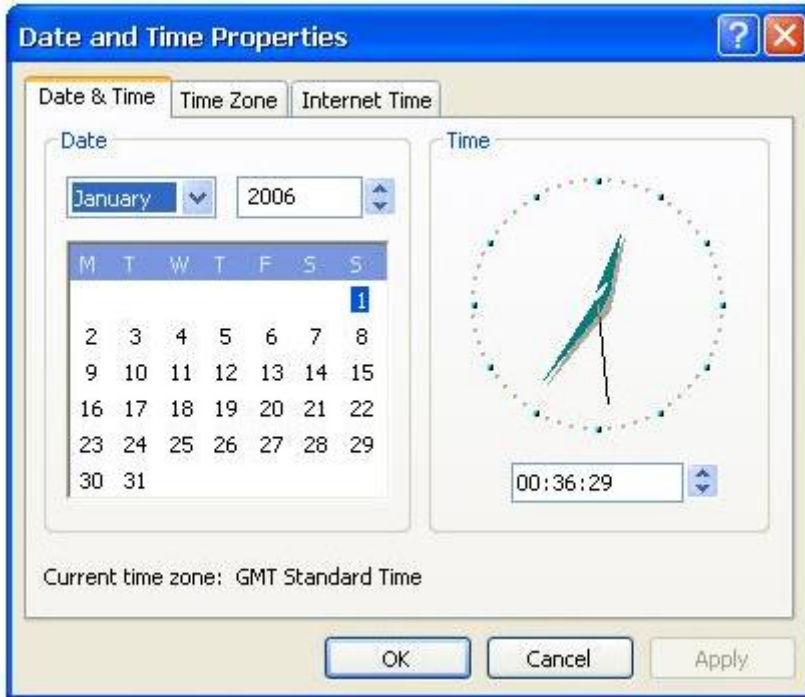 Date and Time Properties
Date & Time Time Zone Internet Time
Date
January 2006
M T W T F S S
1
2 3 4 5 6 7 8
9 10 11 12 13 14 15
16 17 18 19 20 21 22
23 24 25 26 27 28 29
30 31
Time
00:36:29
Current time zone: GMT Standard Time
OK Cancel Apply